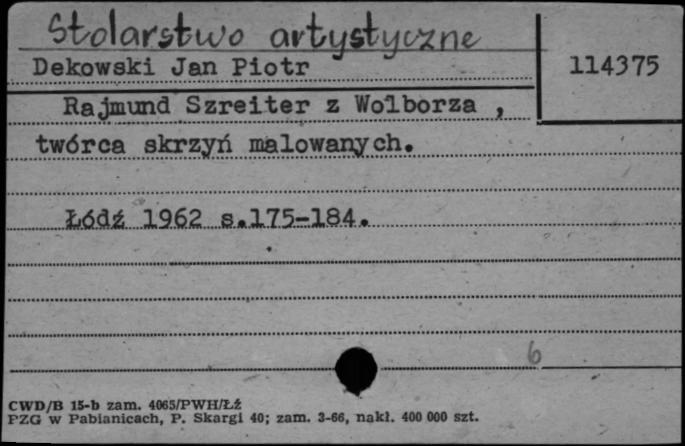 Stolarstwo artystyczne
Dekowski Jan Piotr
114375
Rajmund Szreiter z Wolborza ,
twórca skrzyń malowanych.
Łódź 1962 s.175-184.
6
CWD/B 15-b zam. 4065/PWH/Łź
PZG w Pabianicach, P. Skargi 40; zam. 3-66, nakł. 400 000 szt.